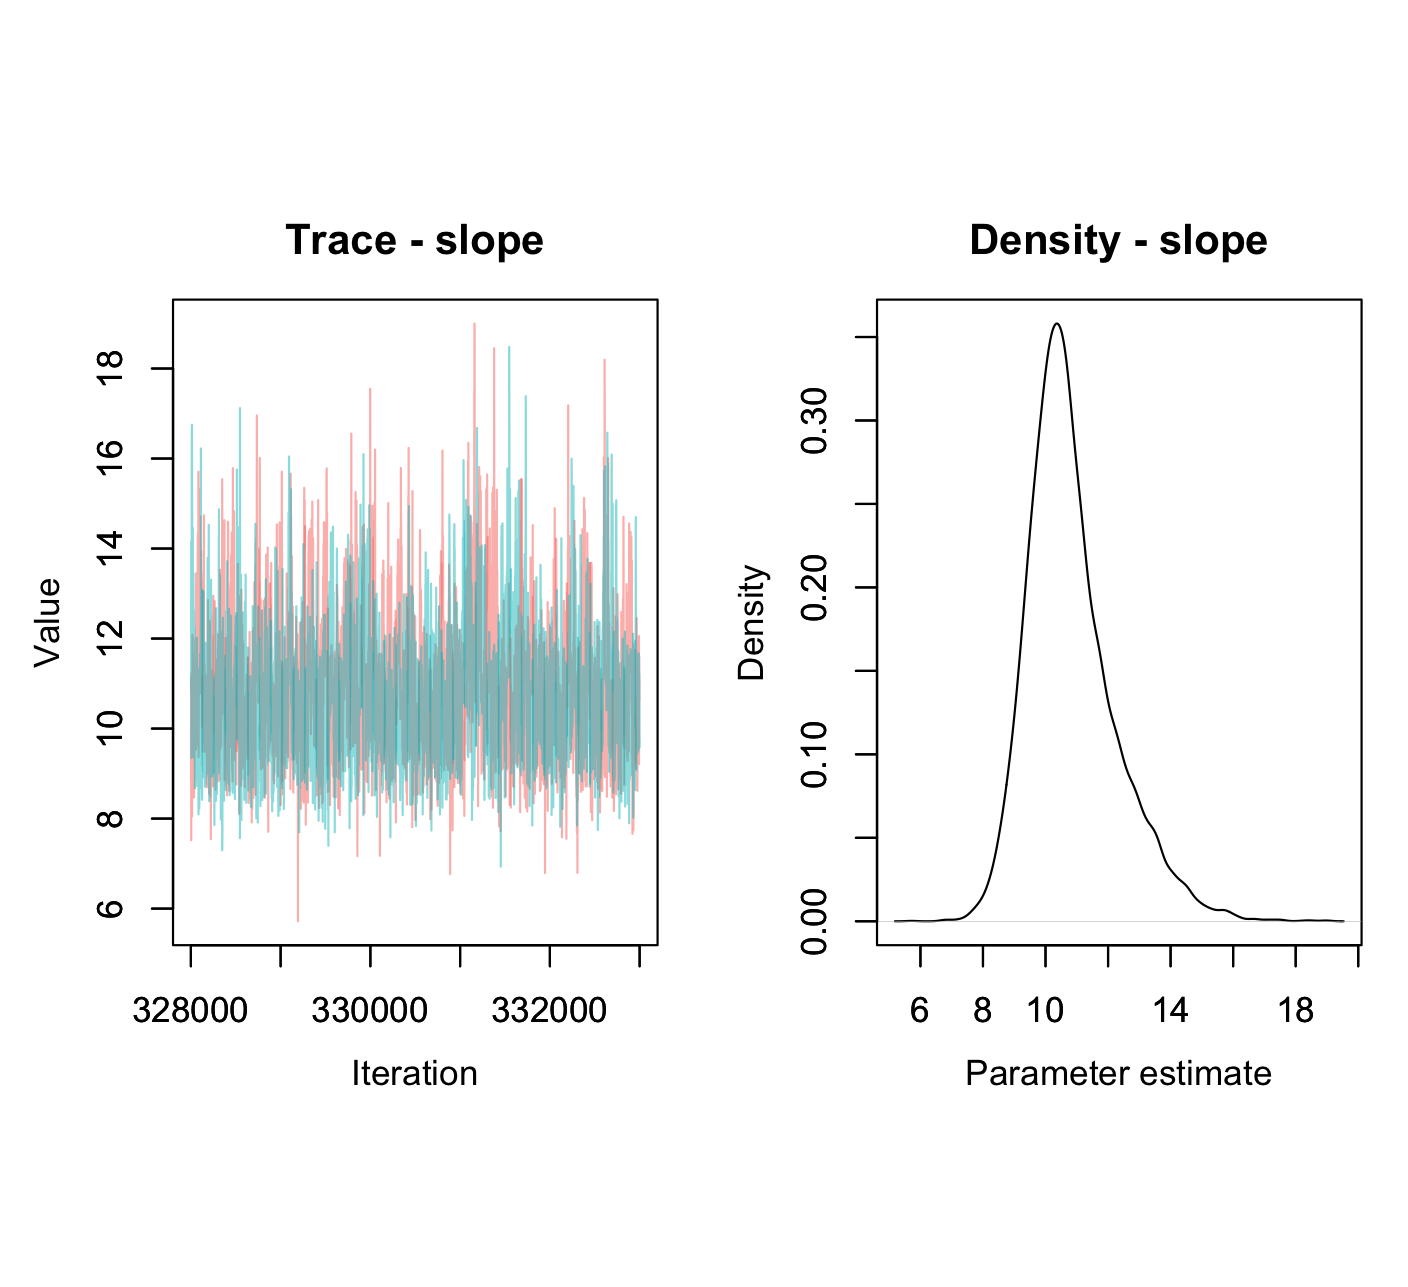 Trace - slope
Value
18
16
14
12
10
8
6
328000 330000 332000
Iteration
Density - slope
Density
0.30
0.20
0.10
0.00
6 8 10 14 18
Parameter estimate